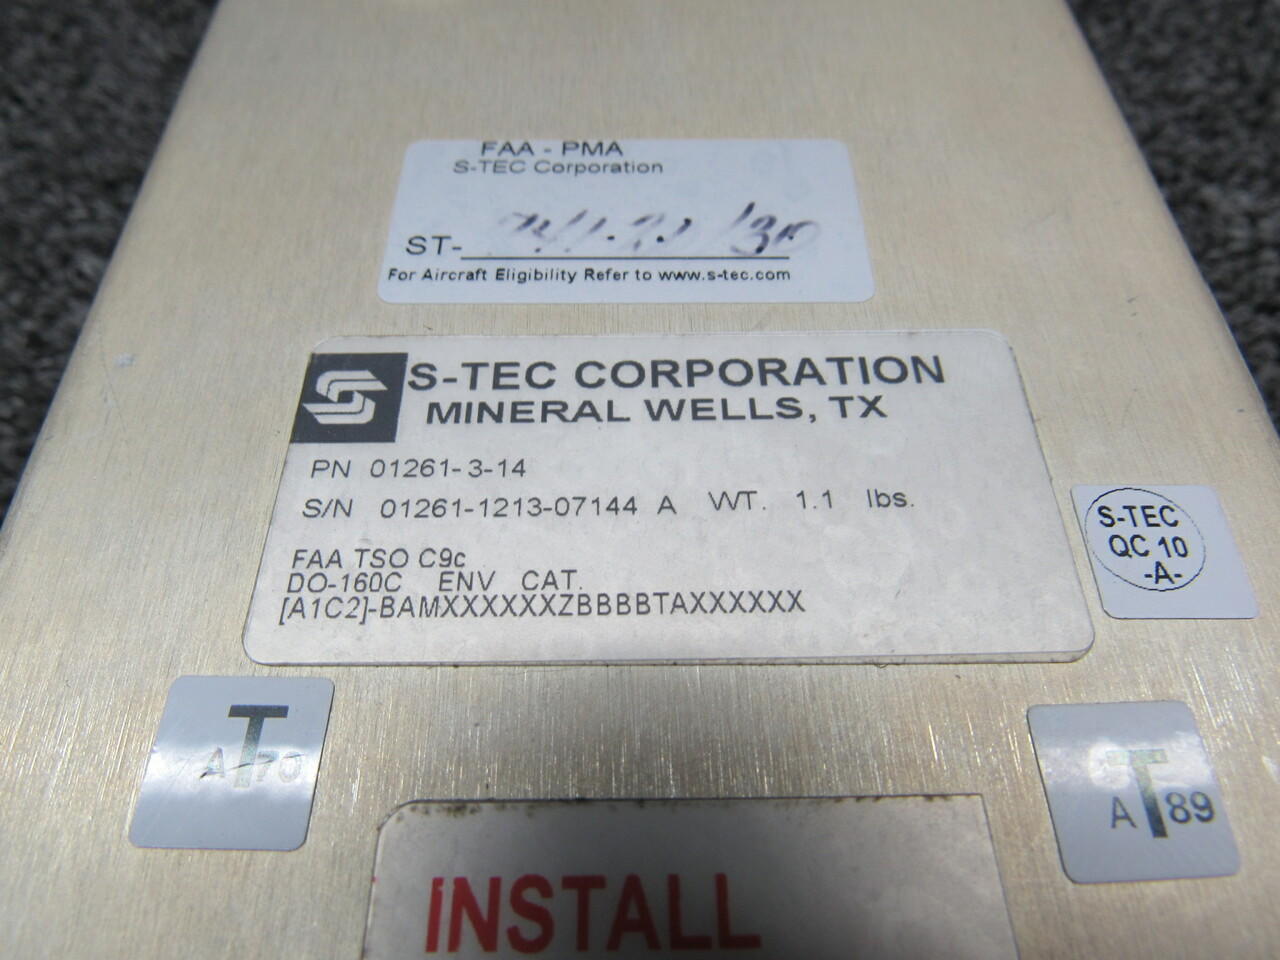 FAA - PMA
S-TEC Corporation
ST-
For Aircraft Eligibility Refer to www.s-tec.com
S-TEC CORPORATION
MINERAL WELLS, TX
PN 01261-3-14
S/N 01261-1213-07144 A WT. 1.1 lbs.
FAA TSO C9c
DO-160C ENV CAT.
[A1C2]-BAMXXXXXXZBBBBTAXXXXXX
S-TEC
QC 10
-A-
T
A 70
T
A 89
INSTALL